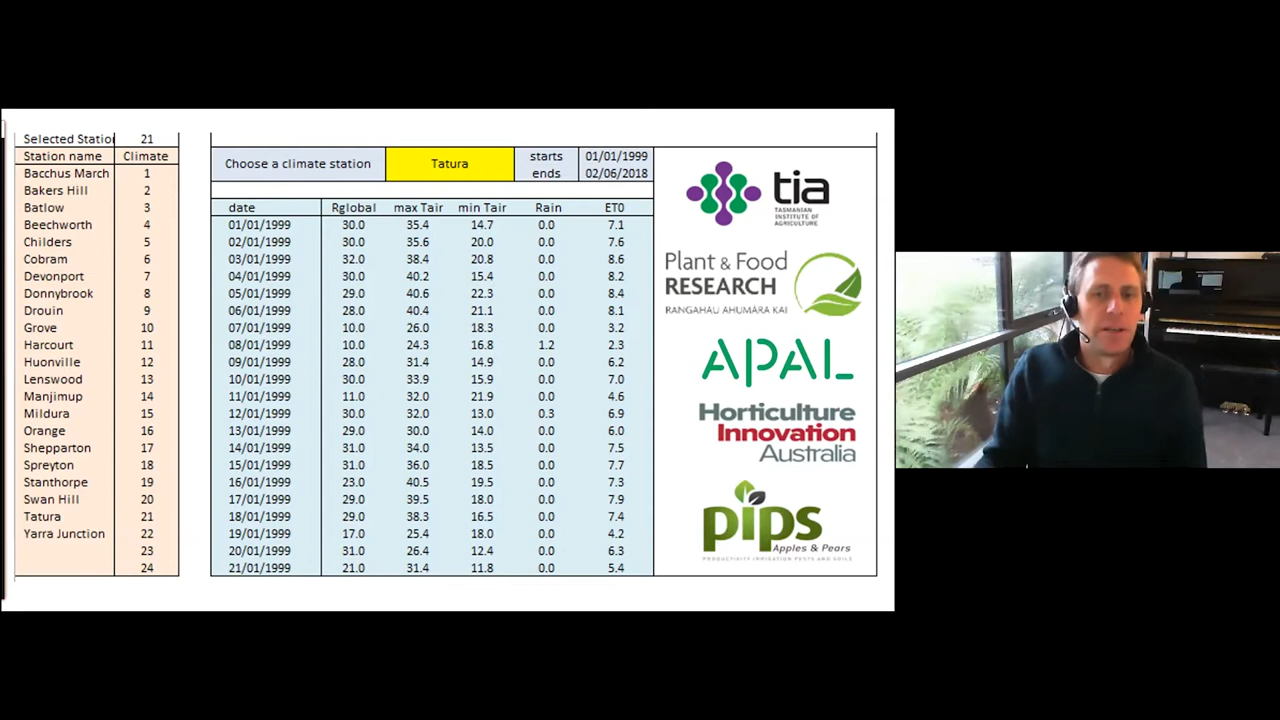 Selected Station 21
Station name Climate
Bacchus March 1
Bakers Hill 2
Batlow 3
Beechworth 4
Childers 5
Cobram 6
Devonport 7
Donnybrook 8
Drouin 9
Grove 10
Harcourt 11
Huonville 12
Lenswood 13
Manjimup 14
Mildura 15
Orange 16
Shepparton 17
Spreyton 18
Stanthorpe 19
Swan Hill 20
Tatura 21
Yarra Junction 22
23
24
Choose a climate station Tatura starts 01/01/1999
ends 02/06/2018
date Rglobal max Tair min Tair Rain ET0
01/01/1999 30.0 35.4 14.7 0.0 7.1
02/01/1999 30.0 35.6 20.0 0.0 7.6
03/01/1999 32.0 38.4 20.8 0.0 8.6
04/01/1999 30.0 40.2 15.4 0.0 8.2
05/01/1999 29.0 40.6 22.3 0.0 8.4
06/01/1999 28.0 40.4 21.1 0.0 8.1
07/01/1999 10.0 26.0 18.3 0.0 3.2
08/01/1999 10.0 24.3 16.8 1.2 2.3
09/01/1999 28.0 31.4 14.9 0.0 6.2
10/01/1999 30.0 33.9 15.9 0.0 7.0
11/01/1999 11.0 32.0 21.9 0.0 4.6
12/01/1999 30.0 32.0 13.0 0.3 6.9
13/01/1999 29.0 30.0 14.0 0.0 6.0
14/01/1999 31.0 34.0 13.5 0.0 7.5
15/01/1999 31.0 36.0 18.5 0.0 7.7
16/01/1999 23.0 40.5 19.5 0.0 7.3
17/01/1999 29.0 39.5 18.0 0.0 7.9
18/01/1999 29.0 38.3 16.5 0.0 7.4
19/01/1999 17.0 25.4 18.0 0.0 4.2
20/01/1999 31.0 26.4 12.4 0.0 6.3
21/01/1999 21.0 31.4 11.8 0.0 5.4
tia
TASMANIAN
INSTITUTE OF
AGRICULTURE
Plant & Food
RESEARCH
RANGAHAU AHUMĀRA KAI
APAL
Horticulture
Innovation
Australia
pips
Apples & Pears
PRODUCTIVITY IRRIGATION PESTS AND SOILS